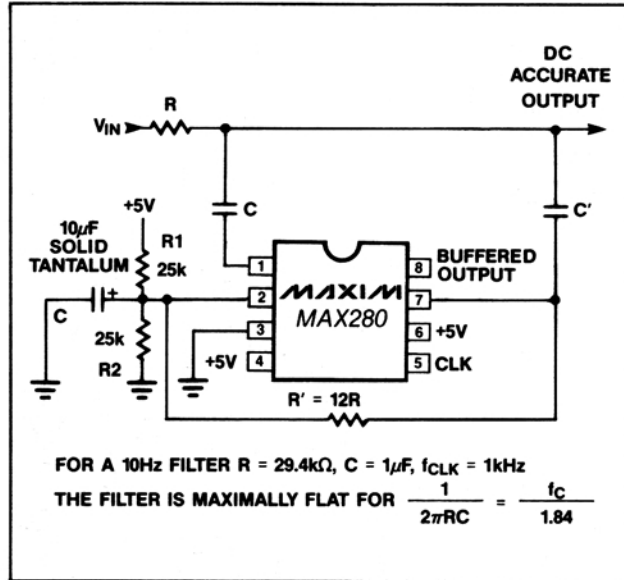 DC
ACCURATE
OUTPUT
R
VIN
C
C'
+5V
10µF
SOLID
TANTALUM
R1
25k
C
+
25k
R2
1
2
3
4
+5V
MAXIM
MAX280
8
7
6
5
BUFFERED
OUTPUT
+5V
CLK
R' = 12R
FOR A 10Hz FILTER R = 29.4kΩ, C = 1µF, fCLK = 1kHz
THE FILTER IS MAXIMALLY FLAT FOR 1/2πRC = fC/1.84